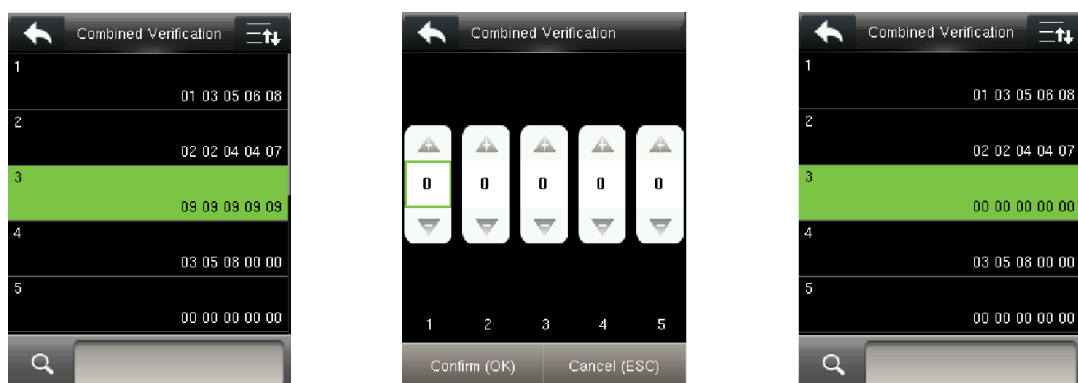 Combined Verification
1
01 03 05 06 08
2
02 02 04 04 07
3
09 09 09 09 09
4
03 05 08 00 00
5
00 00 00 00 00
Combined Verification
0 0 0 0 0
1 2 3 4 5
Confirm (OK) Cancel (ESC)
Combined Verification
1
01 03 05 06 08
2
02 02 04 04 07
3
00 00 00 00 00
4
03 05 08 00 00
5
00 00 00 00 00